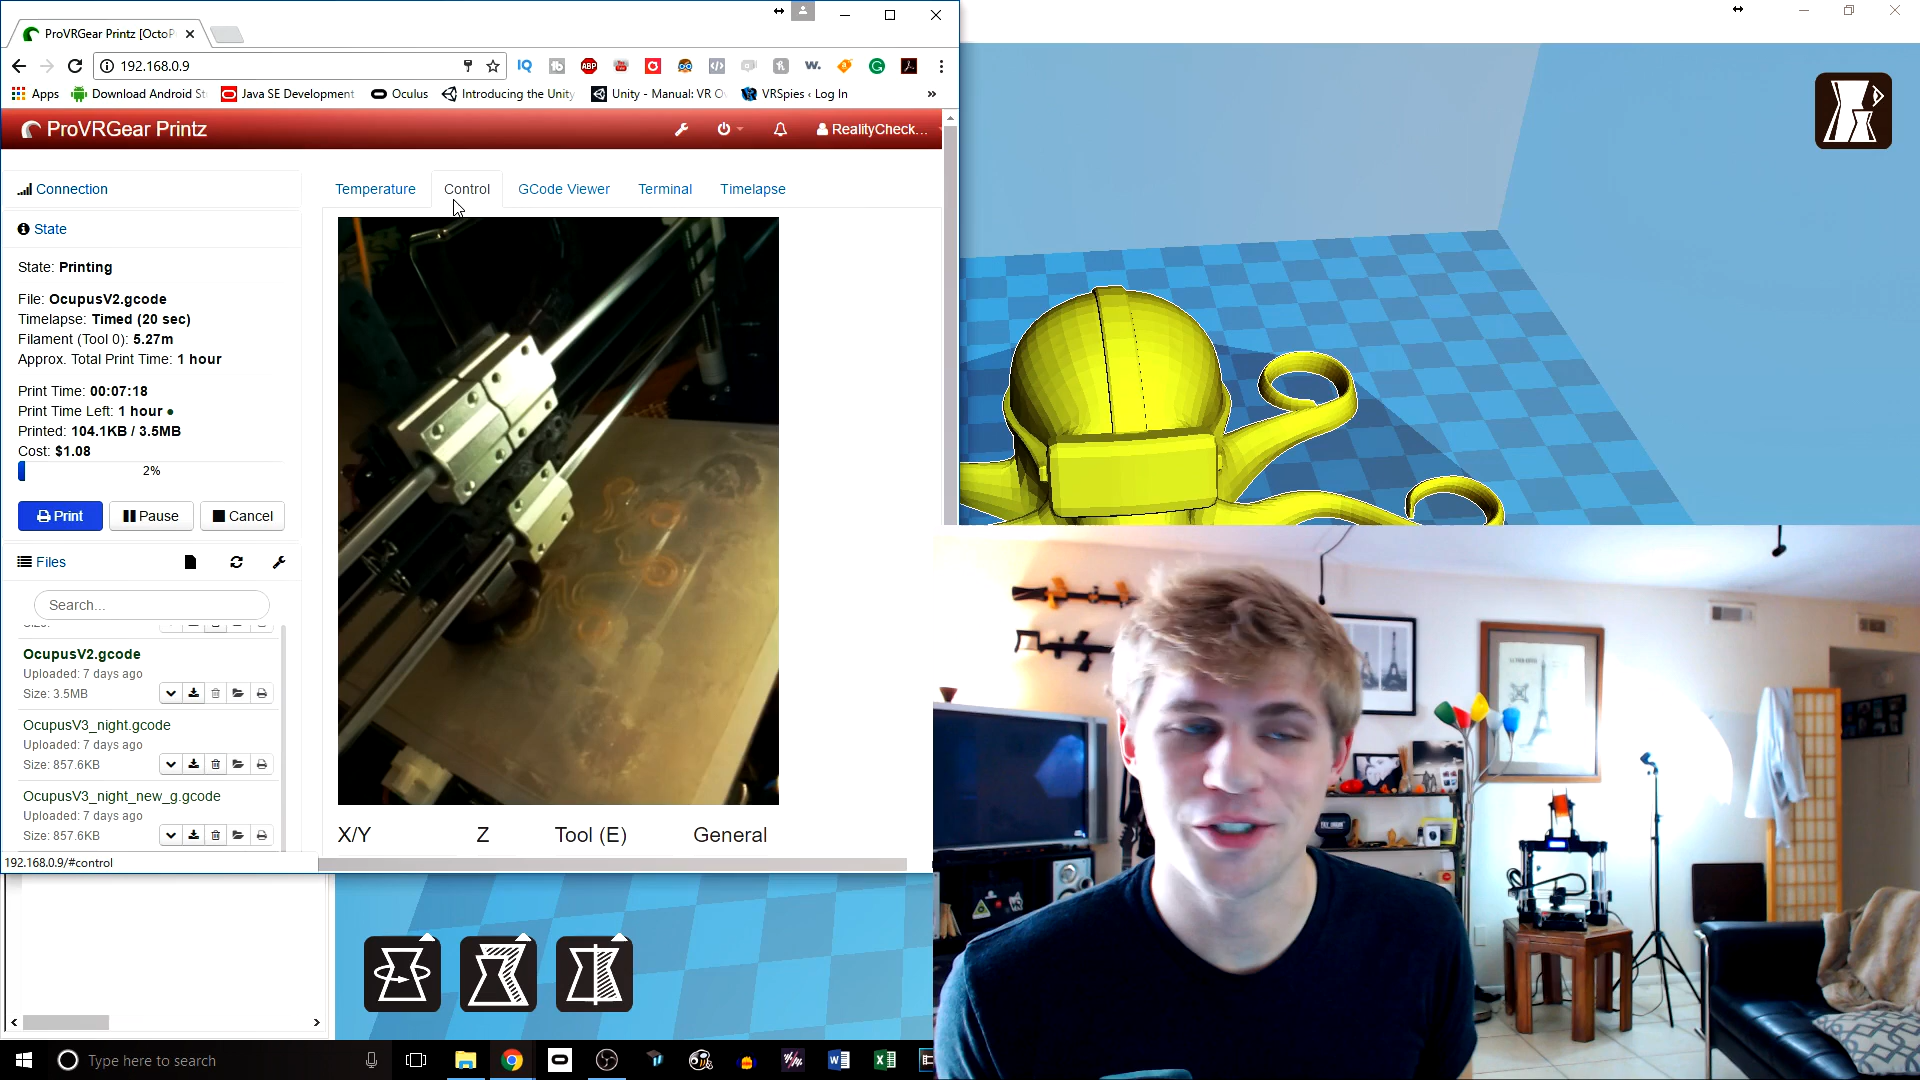 ProVRGear Printz [OctoP
192.168.0.9
Apps
Download Android St
Java SE Development
Oculus
Introducing the Unity
Unity - Manual: VR O
VRSpies ‹ Log In
»
ProVRGear Printz
RealityCheck...
Connection
Temperature
Control
GCode Viewer
Terminal
Timelapse
State
State: Printing
File: OcupusV2.gcode
Timelapse: Timed (20 sec)
Filament (Tool 0): 5.27m
Approx. Total Print Time: 1 hour
Print Time: 00:07:18
Print Time Left: 1 hour
Printed: 104.1KB / 3.5MB
Cost: $1.08
2%
Print
Pause
Cancel
Files
Search...
OcupusV2.gcode
Uploaded: 7 days ago
Size: 3.5MB
OcupusV3_night.gcode
Uploaded: 7 days ago
Size: 857.6KB
OcupusV3_night_new_g.gcode
Uploaded: 7 days ago
Size: 857.6KB
X/Y
Z
Tool (E)
General
192.168.0.9/#control
Type here to search